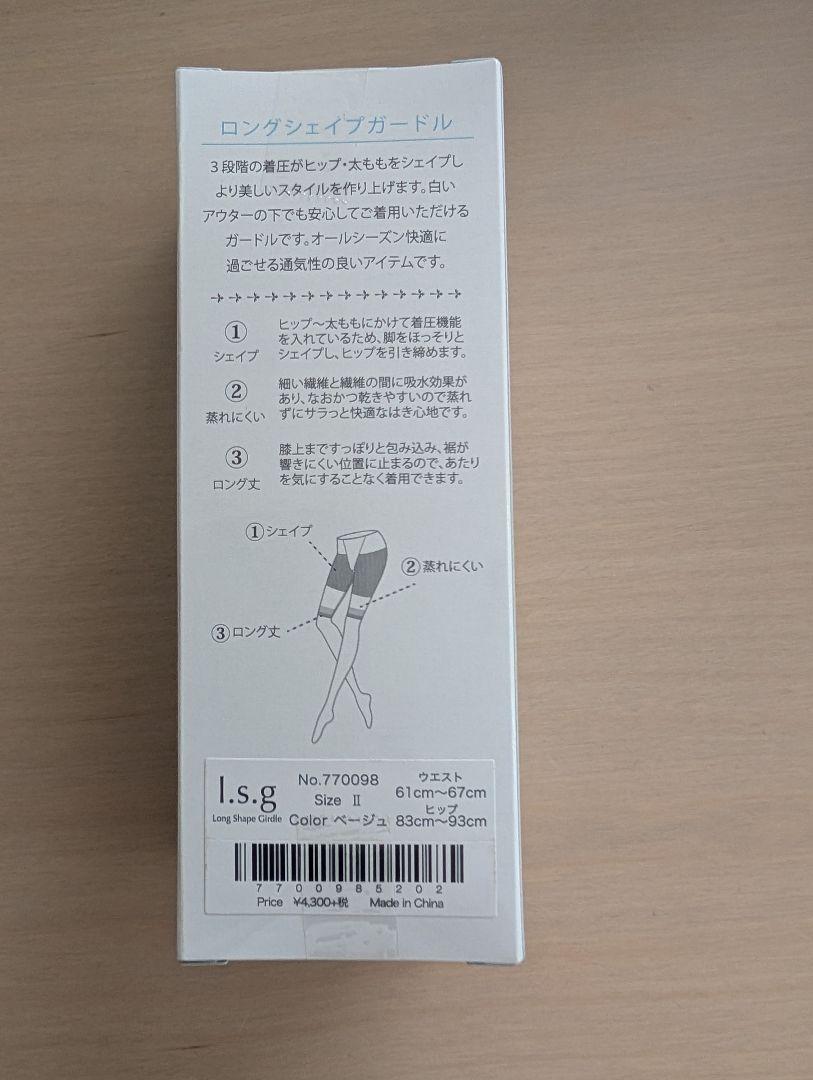 ロングシェイプガードル
3段階の着圧がヒップ・太ももをシェイプし
より美しいスタイルを作り上げます。白い
アウターの下でも安心してご着用いただける
ガードルです。オールシーズン快適に
過ごせる通気性の良いアイテムです。
① シェイプ
ヒップ〜太ももにかけて着圧機能
を入れているため、脚をほっそりと
シェイプし、ヒップを引き締めます。
② 蒸れにくい
細い繊維と繊維の間に吸水効果が
あり、なおかつ乾きやすいので蒸れ
ずにサラっと快適なはき心地です。
③ ロング丈
膝上まですっぽりと包み込み、裾が
響きにくい位置に止まるので、あたり
を気にすることなく着用できます。
①シェイプ
②蒸れにくい
③ロング丈
l.s.g
Long Shape Girdle
No.770098
Size Ⅱ
Color ベージュ
ウエスト
61cm〜67cm
ヒップ
83cm〜93cm
7700985202
Price ¥4,300+税 Made in China